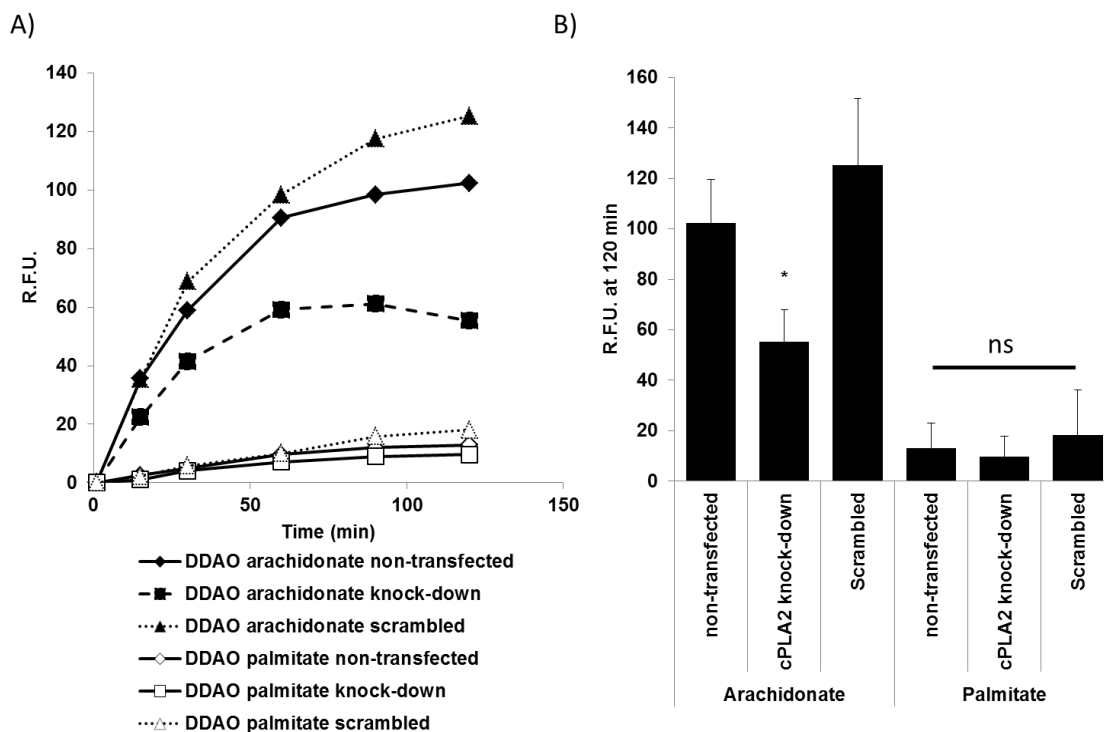 A)
R.F.U.
140
120
100
80
60
40
20
0
0
50
100
150
Time (min)
DDAO arachidonate non-transfected
DDAO arachidonate knock-down
DDAO arachidonate scrambled
DDAO palmitate non-transfected
DDAO palmitate knock-down
DDAO palmitate scrambled
B)
R.F.U. at 120 min
160
140
120
100
80
60
40
20
0
*
ns
non-transfected
cPLA2 knock-down
Scrambled
non-transfected
cPLA2 knock-down
Scrambled
Arachidonate
Palmitate